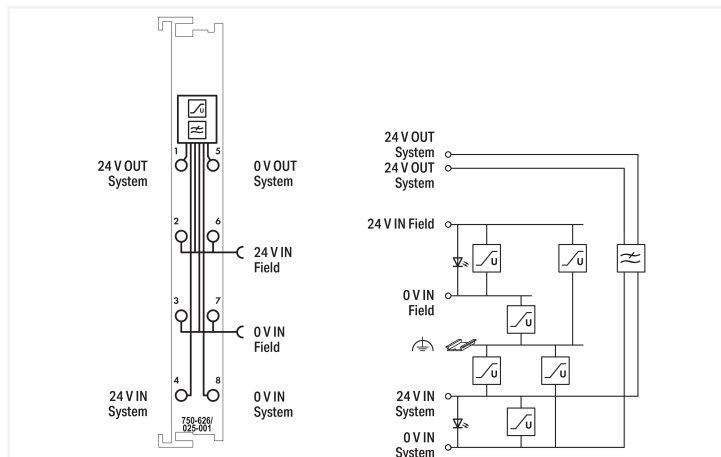 1
5
24 V OUT
System
0 V OUT
System
2
6
24 V IN
Field
3
7
0 V IN
Field
4
8
24 V IN
System
0 V IN
System
750-626/
025-001
U
24 V OUT
System
24 V OUT
System
24 V IN Field
U
U
0 V IN
Field
U
U
U
24 V IN
System
U
0 V IN
System